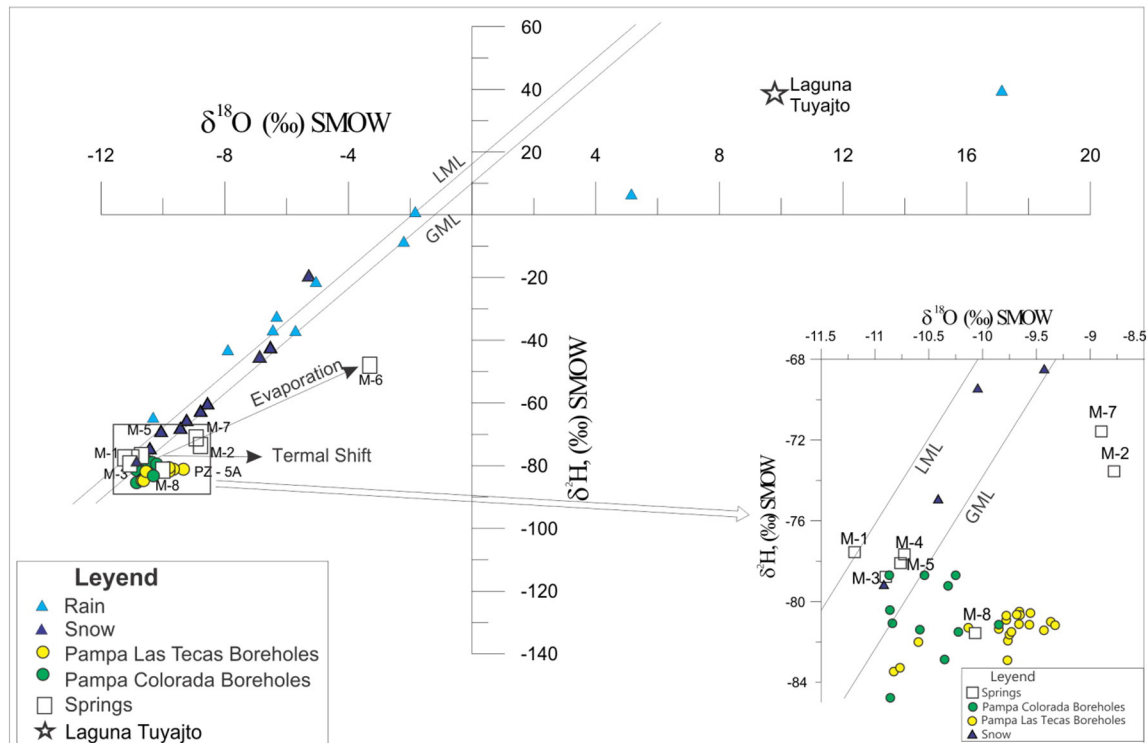 60
40
Laguna
Tuyajto
δ¹⁸O (‰) SMOW
20
-12 -8 -4 4 8 12 16 20
LML
GML
-20
-40
-60
-80
-100
-120
-140
δ²H, (‰) SMOW
Evaporation
M-6
M-5
M-7
M-1
M-2
Termal Shift
M-3
PZ - 5A
M-8
Leyend
Rain
Snow
Pampa Las Tecas Boreholes
Pampa Colorada Boreholes
Springs
Laguna Tuyajto
δ¹⁸O (‰) SMOW
-11.5 -11 -10.5 -10 -9.5 -9 -8.5
-68
-72
-76
-80
-84
δ²H, (‰) SMOW
LML
GML
M-7
M-2
M-1
M-4
M-5
M-3
M-8
Leyend
Springs
Pampa Colorada Boreholes
Pampa Las Tecas Boreholes
Snow